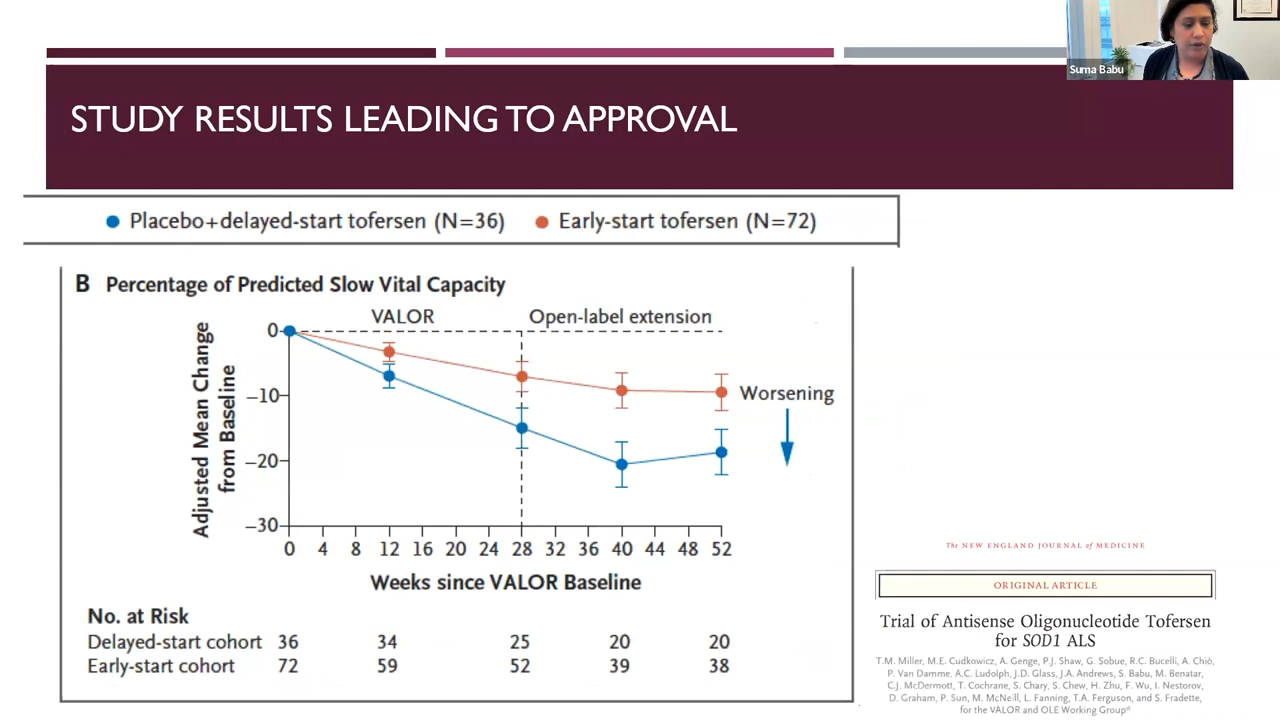 Suma Babu
STUDY RESULTS LEADING TO APPROVAL
Placebo+delayed-start tofersen (N=36) Early-start tofersen (N=72)
B Percentage of Predicted Slow Vital Capacity
VALOR Open-label extension
Adjusted Mean Change
from Baseline
0
−10
−20
−30
Worsening
0 4 8 12 16 20 24 28 32 36 40 44 48 52
Weeks since VALOR Baseline
No. at Risk
Delayed-start cohort 36 34 25 20 20
Early-start cohort 72 59 52 39 38
The NEW ENGLAND JOURNAL of MEDICINE
ORIGINAL ARTICLE
Trial of Antisense Oligonucleotide Tofersen
for SOD1 ALS
T.M. Miller, M.E. Cudkowicz, A. Genge, P.J. Shaw, G. Sobue, R.C. Bucelli, A. Chiò,
P. Van Damme, A.C. Ludolph, J.D. Glass, J.A. Andrews, S. Babu, M. Benatar,
C.J. McDermott, T. Cochrane, S. Chary, S. Chew, H. Zhu, F. Wu, I. Nestorov,
D. Graham, P. Sun, M. McNeill, L. Fanning, T.A. Ferguson, and S. Fradette,
for the VALOR and OLE Working Group*